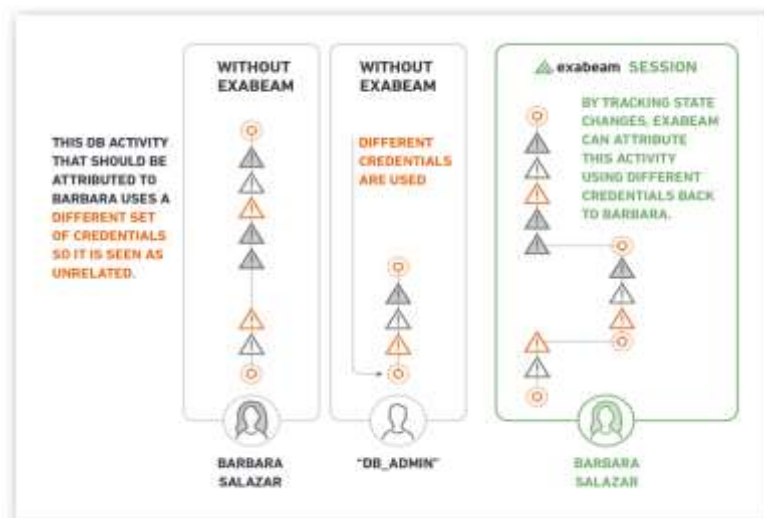 THIS DB ACTIVITY
THAT SHOULD BE
ATTRIBUTED TO
BARBARA USES A
DIFFERENT SET
OF CREDENTIALS
SO IT IS SEEN AS
UNRELATED.
WITHOUT
EXABEAM
BARBARA
SALAZAR
WITHOUT
EXABEAM
DIFFERENT
CREDENTIALS
ARE USED
"DB_ADMIN"
exabeam SESSION
BY TRACKING STATE
CHANGES, EXABEAM
CAN ATTRIBUTE
THIS ACTIVITY
USING DIFFERENT
CREDENTIALS BACK
TO BARBARA.
BARBARA
SALAZAR